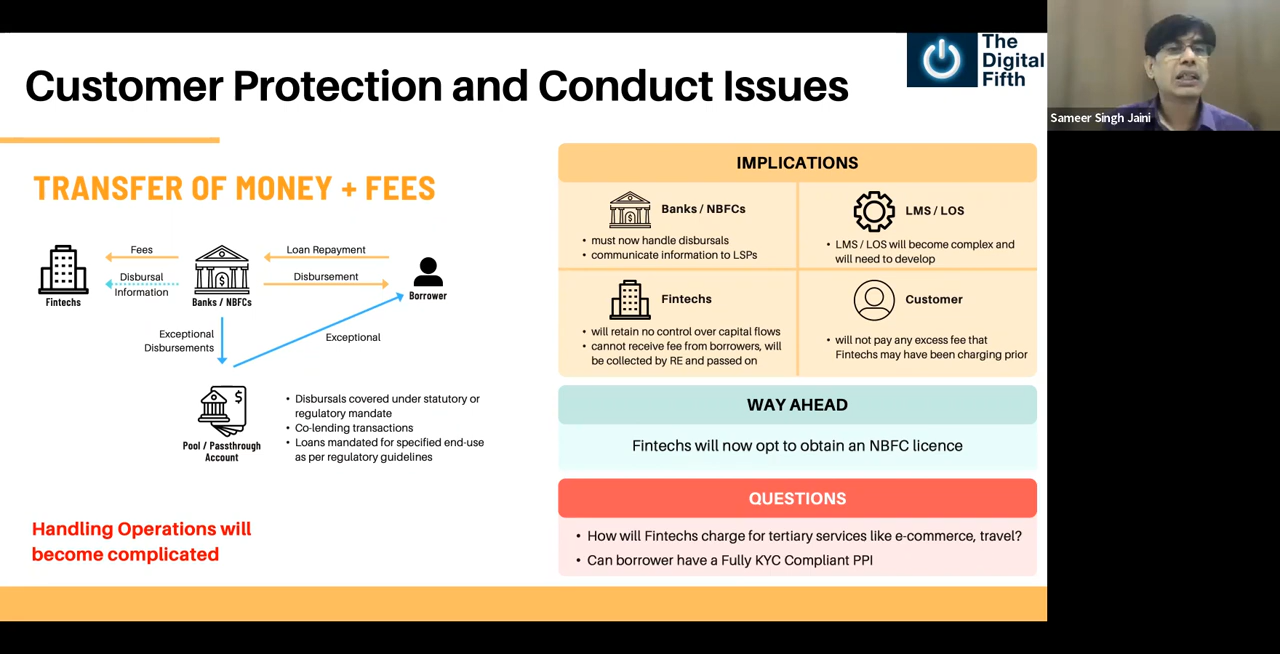 Customer Protection and Conduct Issues
The
Digital
Fifth
Sameer Singh Jaini
TRANSFER OF MONEY + FEES
Fees
Loan Repayment
Disbursal
Information
Disbursement
Fintechs
Banks / NBFCs
Borrower
Exceptional
Disbursements
Exceptional
Pool / Passthrough
Account
• Disbursals covered under statutory or
regulatory mandate
• Co-lending transactions
• Loans mandated for specified end-use
as per regulatory guidelines
Handling Operations will
become complicated
IMPLICATIONS
Banks / NBFCs
• must now handle disbursals
• communicate information to LSPs
LMS / LOS
• LMS / LOS will become complex and
will need to develop
Fintechs
• will retain no control over capital flows
• cannot receive fee from borrowers, will
be collected by RE and passed on
Customer
• will not pay any excess fee that
Fintechs may have been charging prior
WAY AHEAD
Fintechs will now opt to obtain an NBFC licence
QUESTIONS
• How will Fintechs charge for tertiary services like e-commerce, travel?
• Can borrower have a Fully KYC Compliant PPI